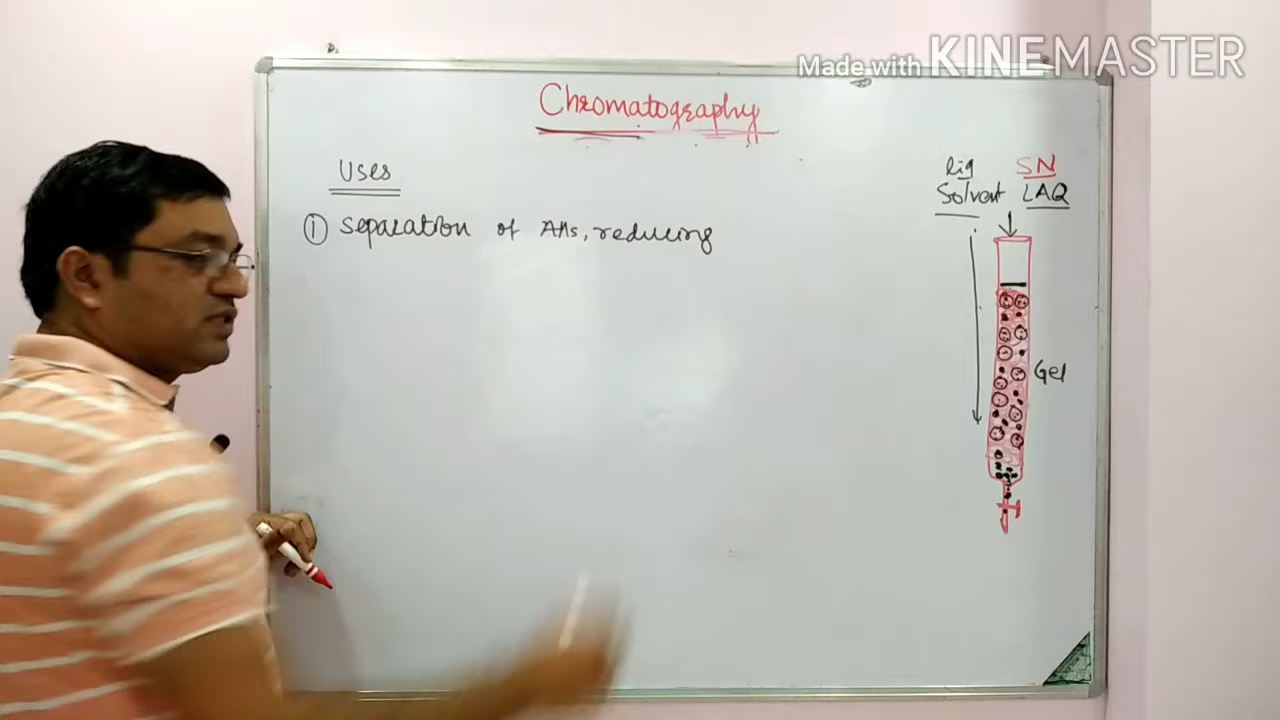 Made with KINEMASTER
Chromatography
Uses
① Separation of AAs, reducing
liq SN
Solvent LAQ
Gel